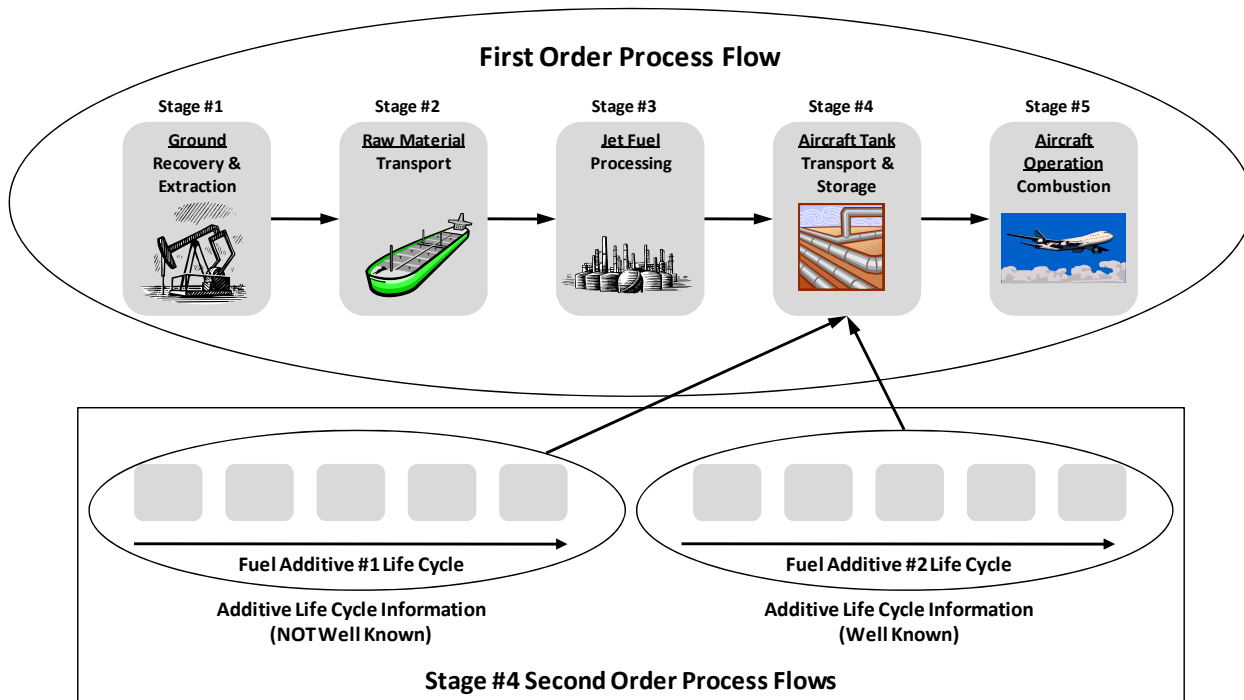 First Order Process Flow
Stage #1
Stage #2
Stage #3
Stage #4
Stage #5
Ground
Recovery &
Extraction
Raw Material
Transport
Jet Fuel
Processing
Aircraft Tank
Transport &
Storage
Aircraft
Operation
Combustion
Fuel Additive #1 Life Cycle
Additive Life Cycle Information
(NOT Well Known)
Fuel Additive #2 Life Cycle
Additive Life Cycle Information
(Well Known)
Stage #4 Second Order Process Flows